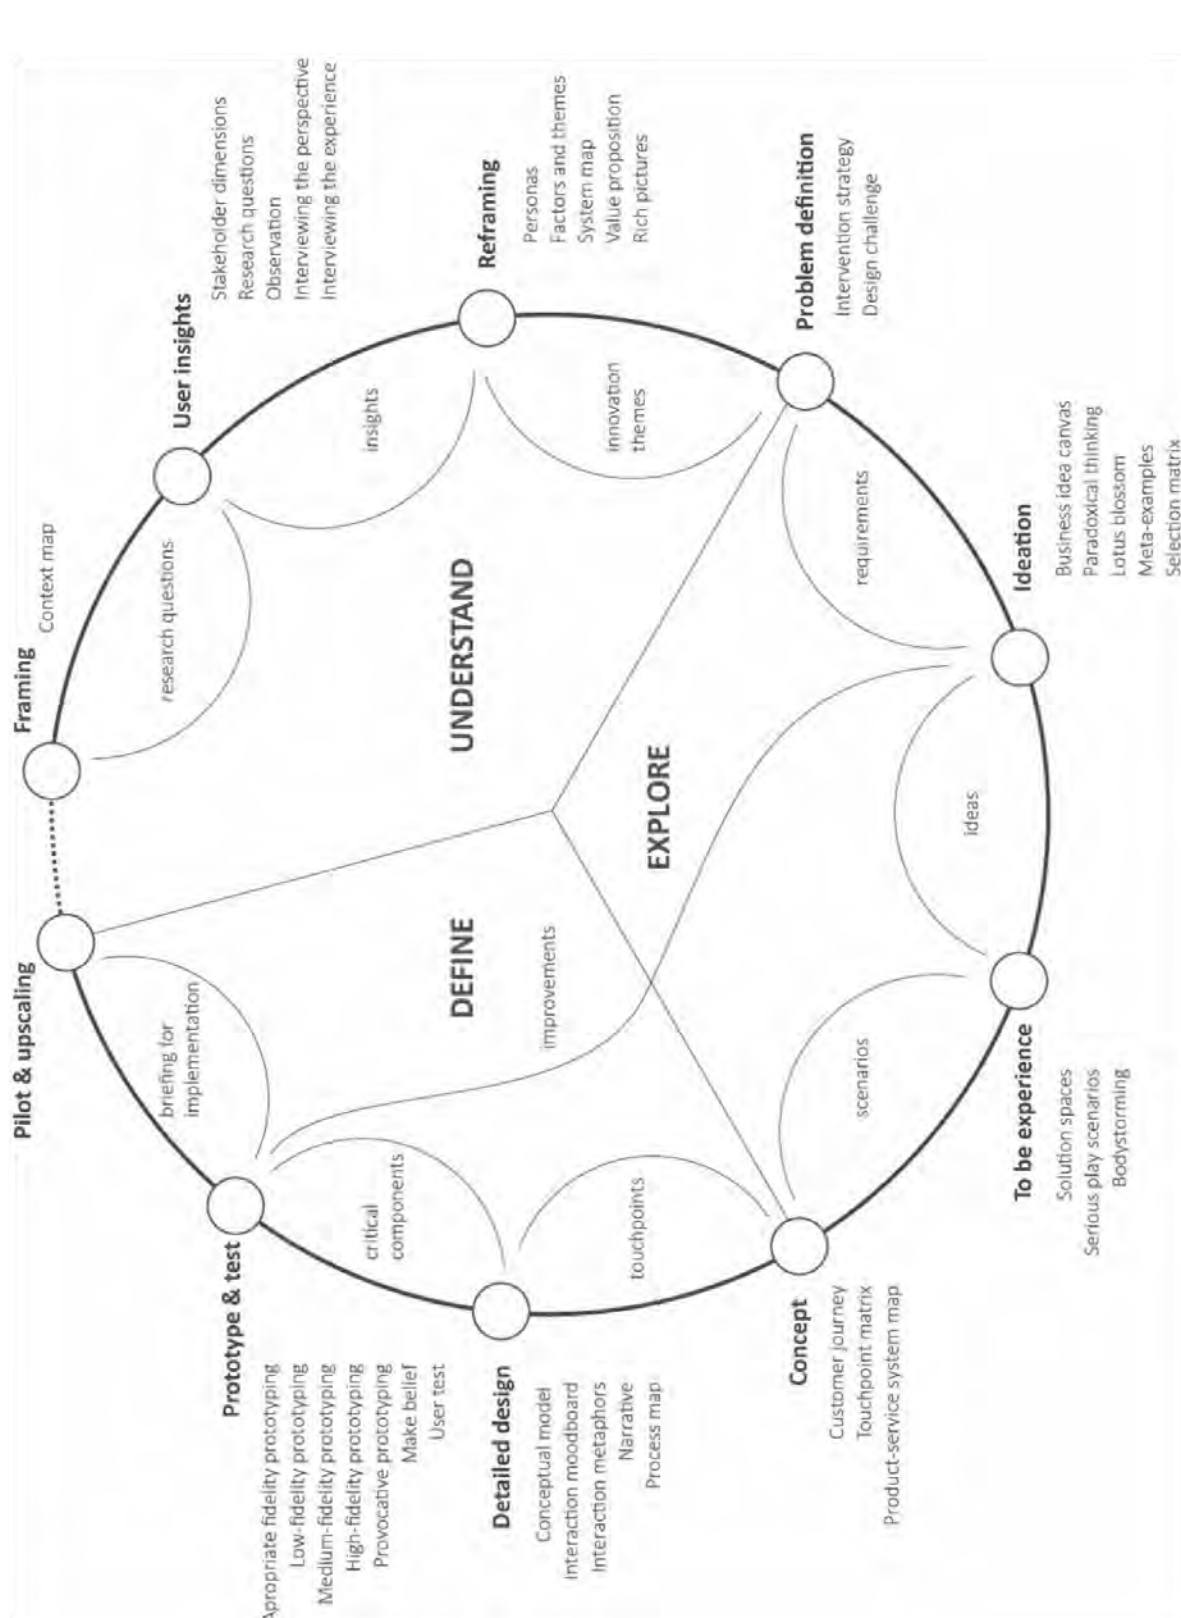 Framing
Context map
research questions
User insights
Stakeholder dimensions
Research questions
Observation
Interviewing the perspective
Interviewing the experience
insights
Reframing
Personas
Factors and themes
System map
Value proposition
Rich pictures
innovation
themes
Problem definition
Intervention strategy
Design challenge
requirements
Ideation
Business idea canvas
Paradoxical thinking
Lotus blossom
Meta-examples
Selection matrix
ideas
To be experience
Solution spaces
Serious play scenarios
Bodystorming
scenarios
Concept
Customer journey
Touchpoint matrix
Product-service system map
touchpoints
Detailed design
Conceptual model
Interaction moodboard
Interaction metaphors
Narrative
Process map
critical
components
Prototype & test
Apropriate fidelity prototyping
Low-fidelity prototyping
Medium-fidelity prototyping
High-fidelity prototyping
Provocative prototyping
Make belief
User test
briefing for
implementation
Pilot & upscaling
UNDERSTAND
EXPLORE
DEFINE
improvements